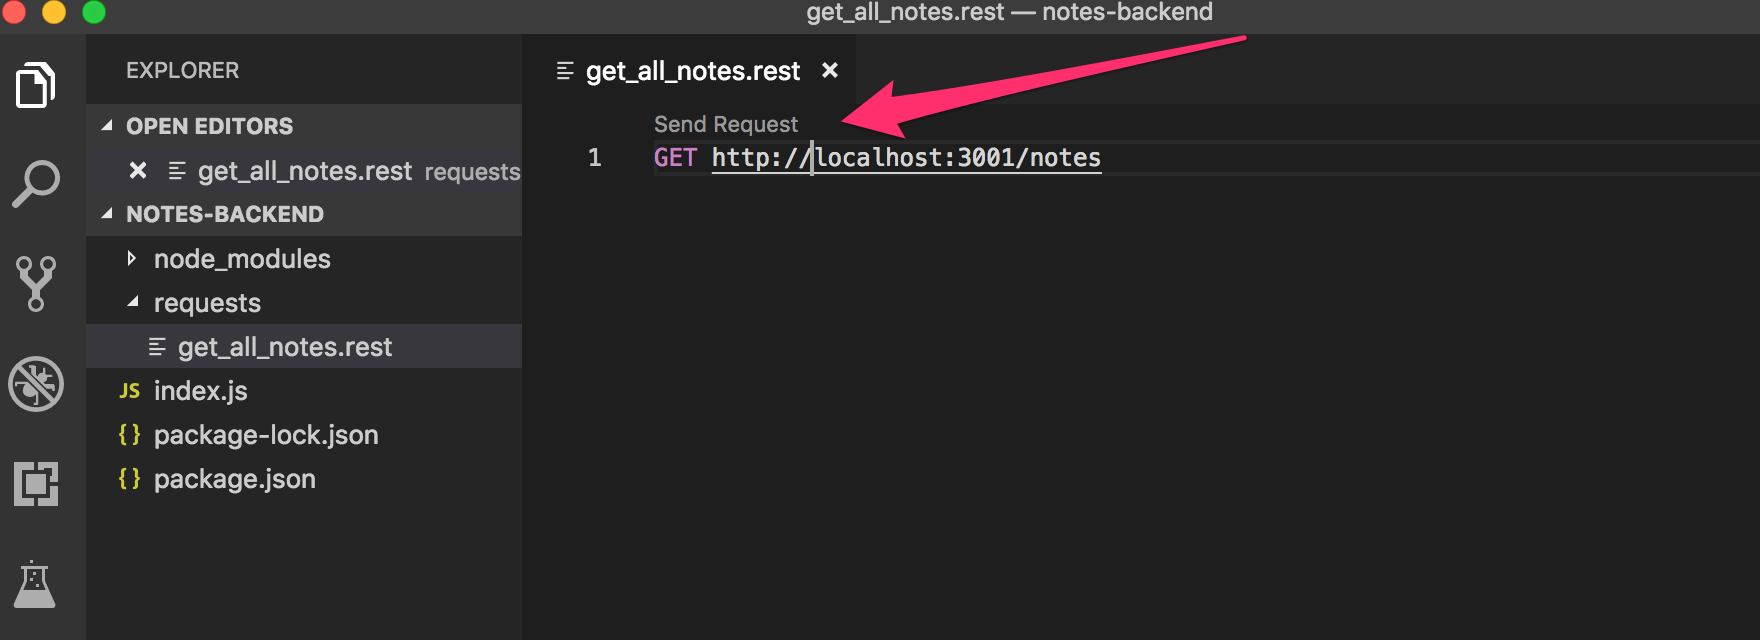 get_all_notes.rest — notes-backend
EXPLORER
OPEN EDITORS
get_all_notes.rest requests
NOTES-BACKEND
node_modules
requests
get_all_notes.rest
JS index.js
{ } package-lock.json
{ } package.json
get_all_notes.rest
Send Request
1 GET http://localhost:3001/notes